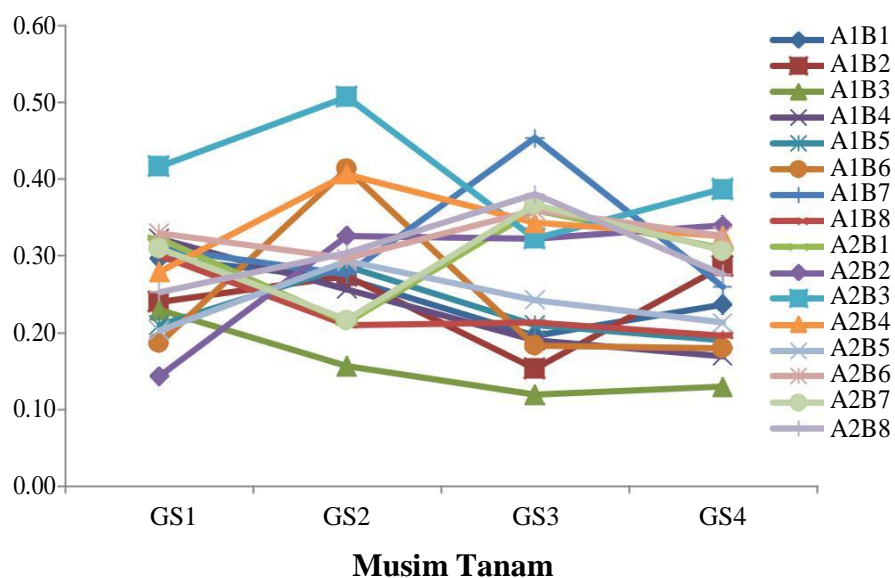 0.60
0.50
0.40
0.30
0.20
0.10
0.00
GS1 GS2 GS3 GS4
Musim Tanam
A1B1
A1B2
A1B3
A1B4
A1B5
A1B6
A1B7
A1B8
A2B1
A2B2
A2B3
A2B4
A2B5
A2B6
A2B7
A2B8